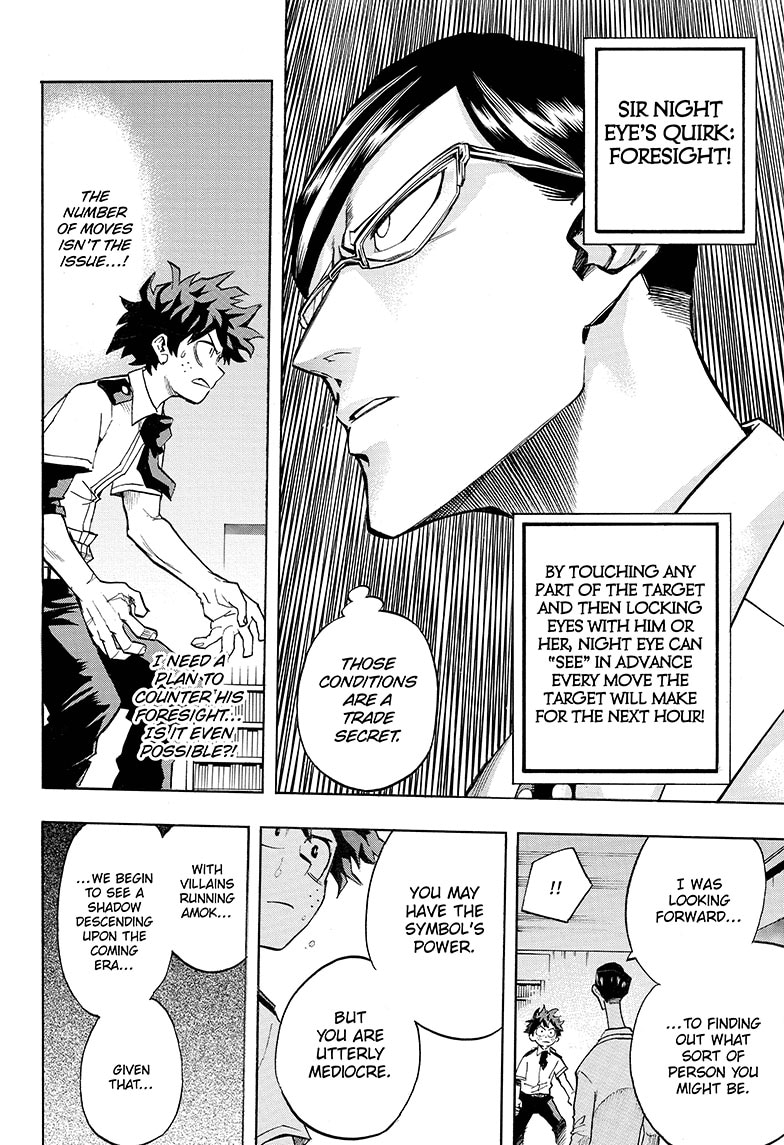 SIR NIGHT
EYE'S QUIRK:
FORESIGHT!
BY TOUCHING ANY
PART OF THE TARGET
AND THEN LOCKING
EYES WITH HIM OR
HER, NIGHT EYE CAN
"SEE" IN ADVANCE
EVERY MOVE THE
TARGET WILL MAKE
FOR THE NEXT HOUR!
THOSE
CONDITIONS
ARE A
TRADE
SECRET.
THE
NUMBER
OF MOVES
ISN'T THE
ISSUE...!
I NEED A
PLAN TO
COUNTER HIS
FORESIGHT...
IS IT EVEN
POSSIBLE?!
I WAS
LOOKING
FORWARD...
...TO FINDING
OUT WHAT
SORT OF
PERSON YOU
MIGHT BE.
!!
YOU MAY
HAVE THE
SYMBOL'S
POWER.
BUT
YOU ARE
UTTERLY
MEDIOCRE.
WITH
VILLAINS
RUNNING
AMOK...
...WE BEGIN
TO SEE A
SHADOW
DESCENDING
UPON THE
COMING
ERA...
GIVEN
THAT...